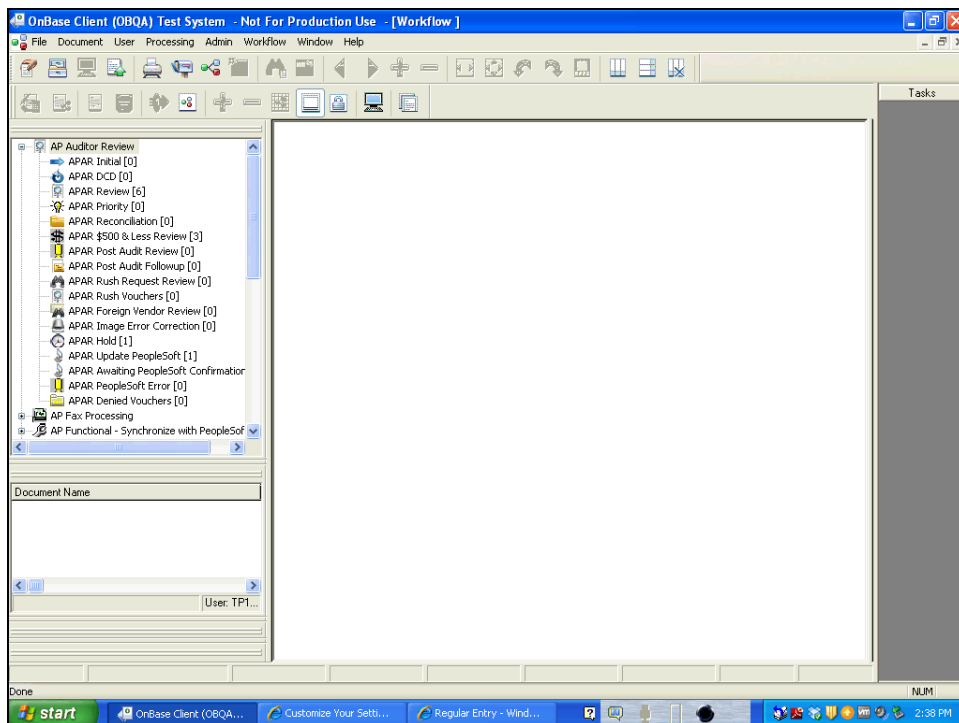 OnBase Client (OBQA) Test System - Not For Production Use - [Workflow ]
File Document User Processing Admin Workflow Window Help
Tasks
AP Auditor Review
APAR Initial [0]
APAR DCD [0]
APAR Review [6]
APAR Priority [0]
APAR Reconciliation [0]
APAR $500 & Less Review [3]
APAR Post Audit Review [0]
APAR Post Audit Followup [0]
APAR Rush Request Review [0]
APAR Rush Vouchers [0]
APAR Foreign Vendor Review [0]
APAR Image Error Correction [0]
APAR Hold [1]
APAR Update PeopleSoft [1]
APAR Awaiting PeopleSoft Confirmation
APAR PeopleSoft Error [0]
APAR Denied Vouchers [0]
AP Fax Processing
AP Functional - Synchronize with PeopleSof
Document Name
User: TP1...
Done
NUM
start
OnBase Client (OBQA...
Customize Your Setti...
Regular Entry - Wind...
2:38 PM